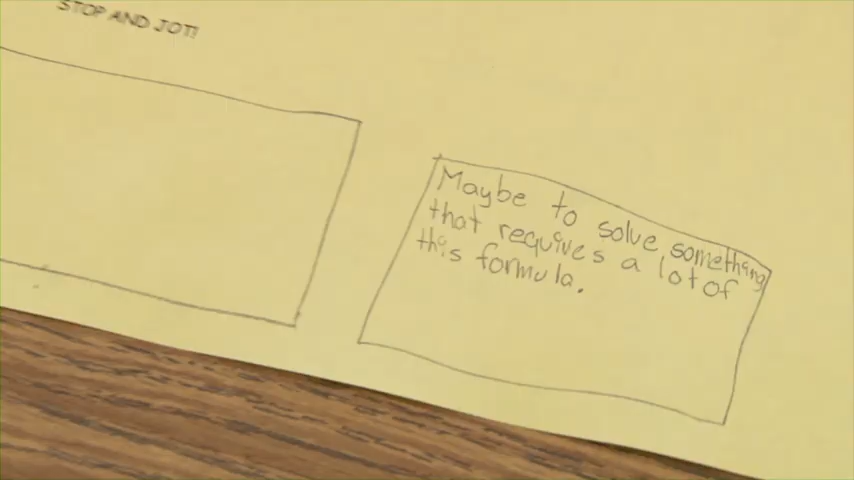 STOP AND JOT!
Maybe to solve something
that requires a lot of
this formula.